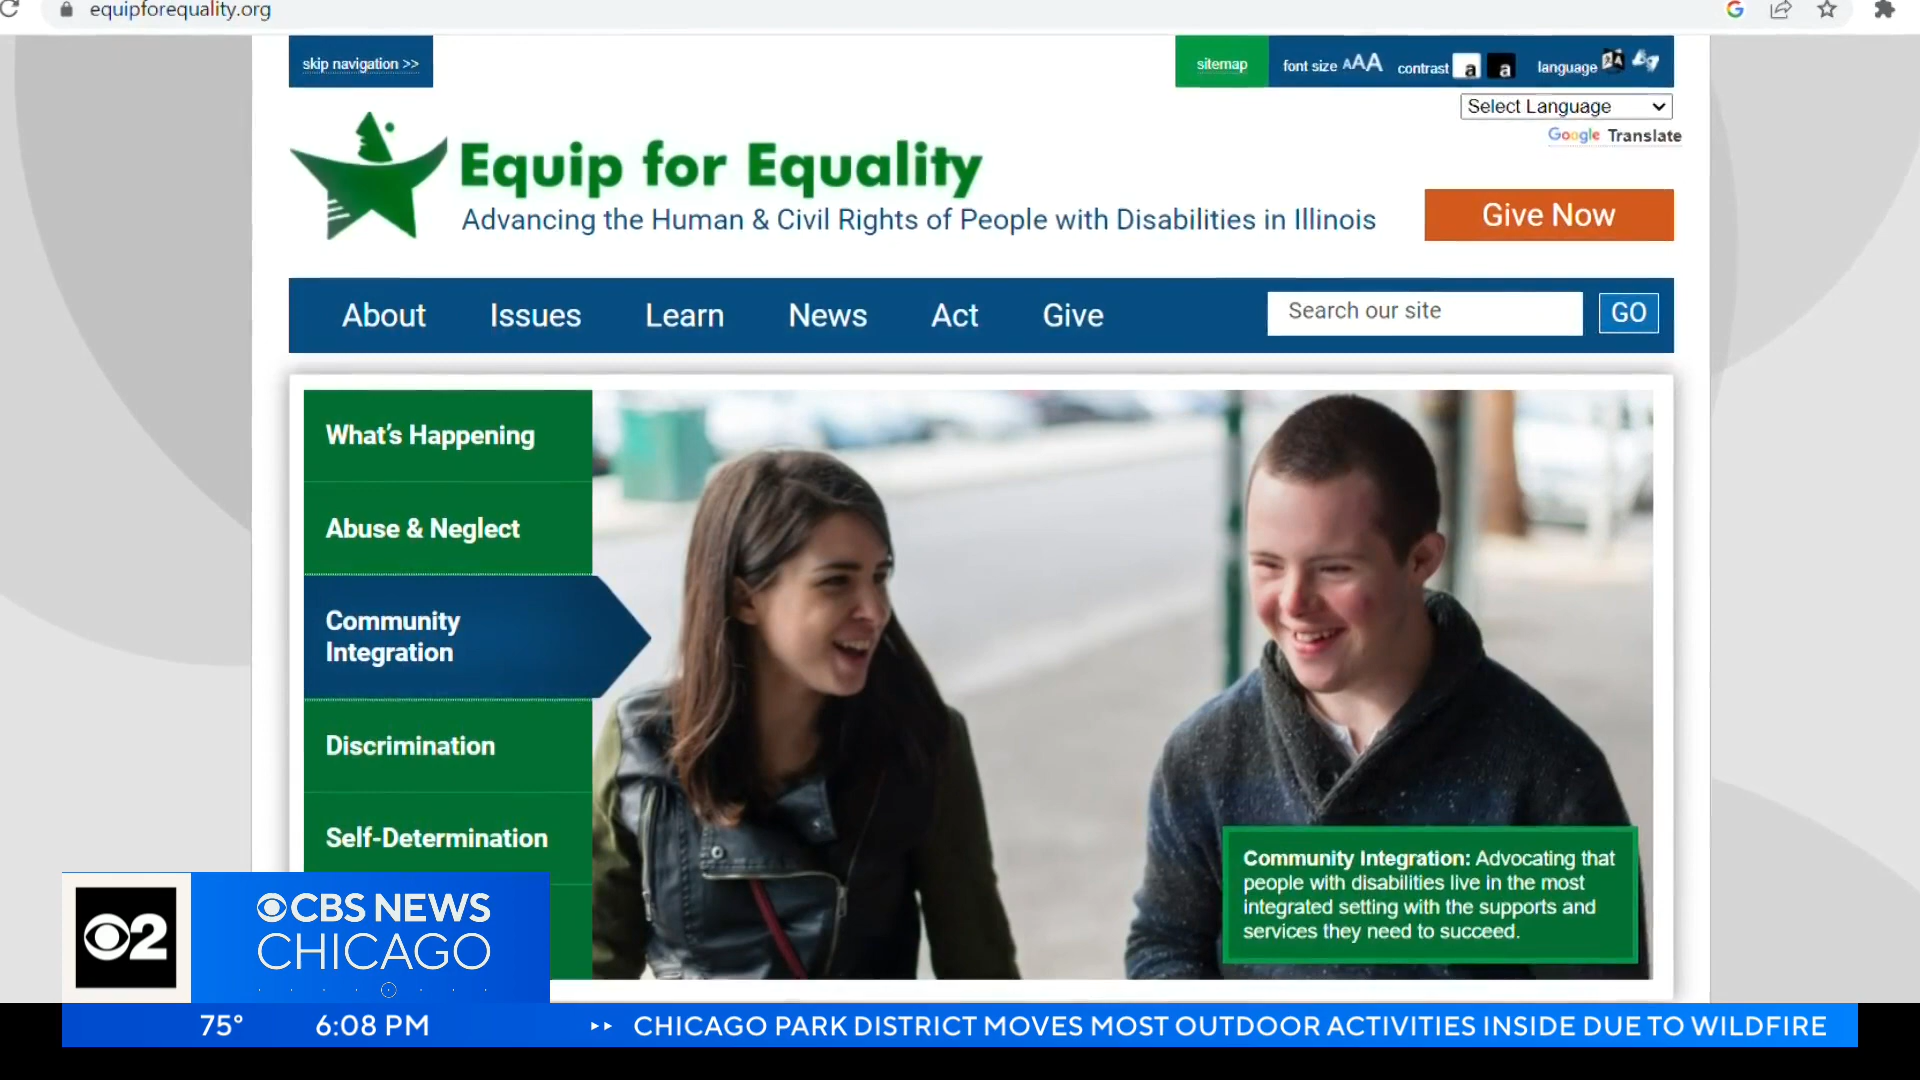 equipforequality.org
skip navigation >>
sitemap
font size AAA
contrast a a
language
Select Language
Google Translate
Equip for Equality
Advancing the Human & Civil Rights of People with Disabilities in Illinois
Give Now
About Issues Learn News Act Give
Search our site
GO
What's Happening
Abuse & Neglect
Community
Integration
Discrimination
Self-Determination
Community Integration: Advocating that
people with disabilities live in the most
integrated setting with the supports and
services they need to succeed.
2
CBS NEWS
CHICAGO
75° 6:08 PM
CHICAGO PARK DISTRICT MOVES MOST OUTDOOR ACTIVITIES INSIDE DUE TO WILDFIRE